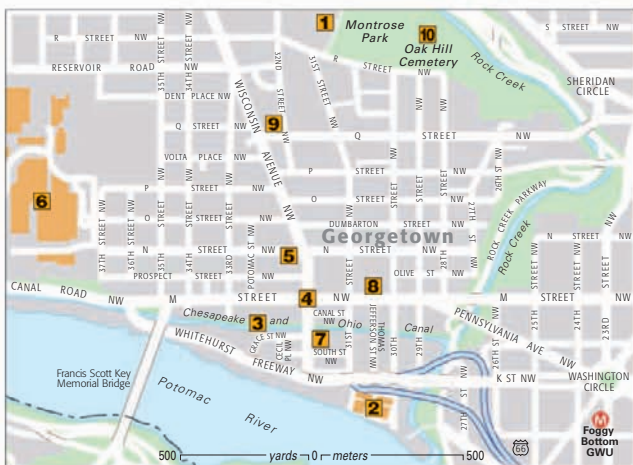 1
Montrose
Park
10
Oak Hill
Cemetery
Rock Creek
S STREET NW
R STREET NW
35TH STREET NW
34TH STREET NW
WISCONSIN AVENUE NW
32ND STREET NW
31ST STREET NW
R STREET NW
RESERVOIR ROAD NW
SHERIDAN
CIRCLE
DENT PLACE NW
9
Q STREET NW
Q STREET NW
VOLTA PLACE NW
26TH ST NW
6
P STREET NW
P STREET NW
O STREET NW
O STREET NW
ROCK CREEK PARKWAY
Rock Creek
DUMBARTON STREET NW
Georgetown
27TH ST NW
28TH STREET
37TH STREET NW
36TH STREET NW
35TH STREET NW
34TH STREET NW
33RD
POTOMAC ST NW
N STREET NW
N STREET NW
N STREET NW
5
PROSPECT STREET NW
OLIVE ST NW
8
25TH STREET NW
24TH STREET NW
23RD
CANAL ROAD NW
M STREET NW
4
M STREET NW
Chesapeake and Ohio Canal
3
CANAL ST
NW
GRACE ST NW
CECIL
PL NW
7
SOUTH ST
NW
31ST
THOMAS
JEFFERSON ST NW
30TH
29TH
PENNSYLVANIA AVE NW
26TH ST NW
WHITEHURST FREEWAY NW
K ST NW
WASHINGTON
CIRCLE
Francis Scott Key
Memorial Bridge
Potomac River
2
27TH ST NW
66
M
Foggy
Bottom
GWU
500 yards 0 meters 500